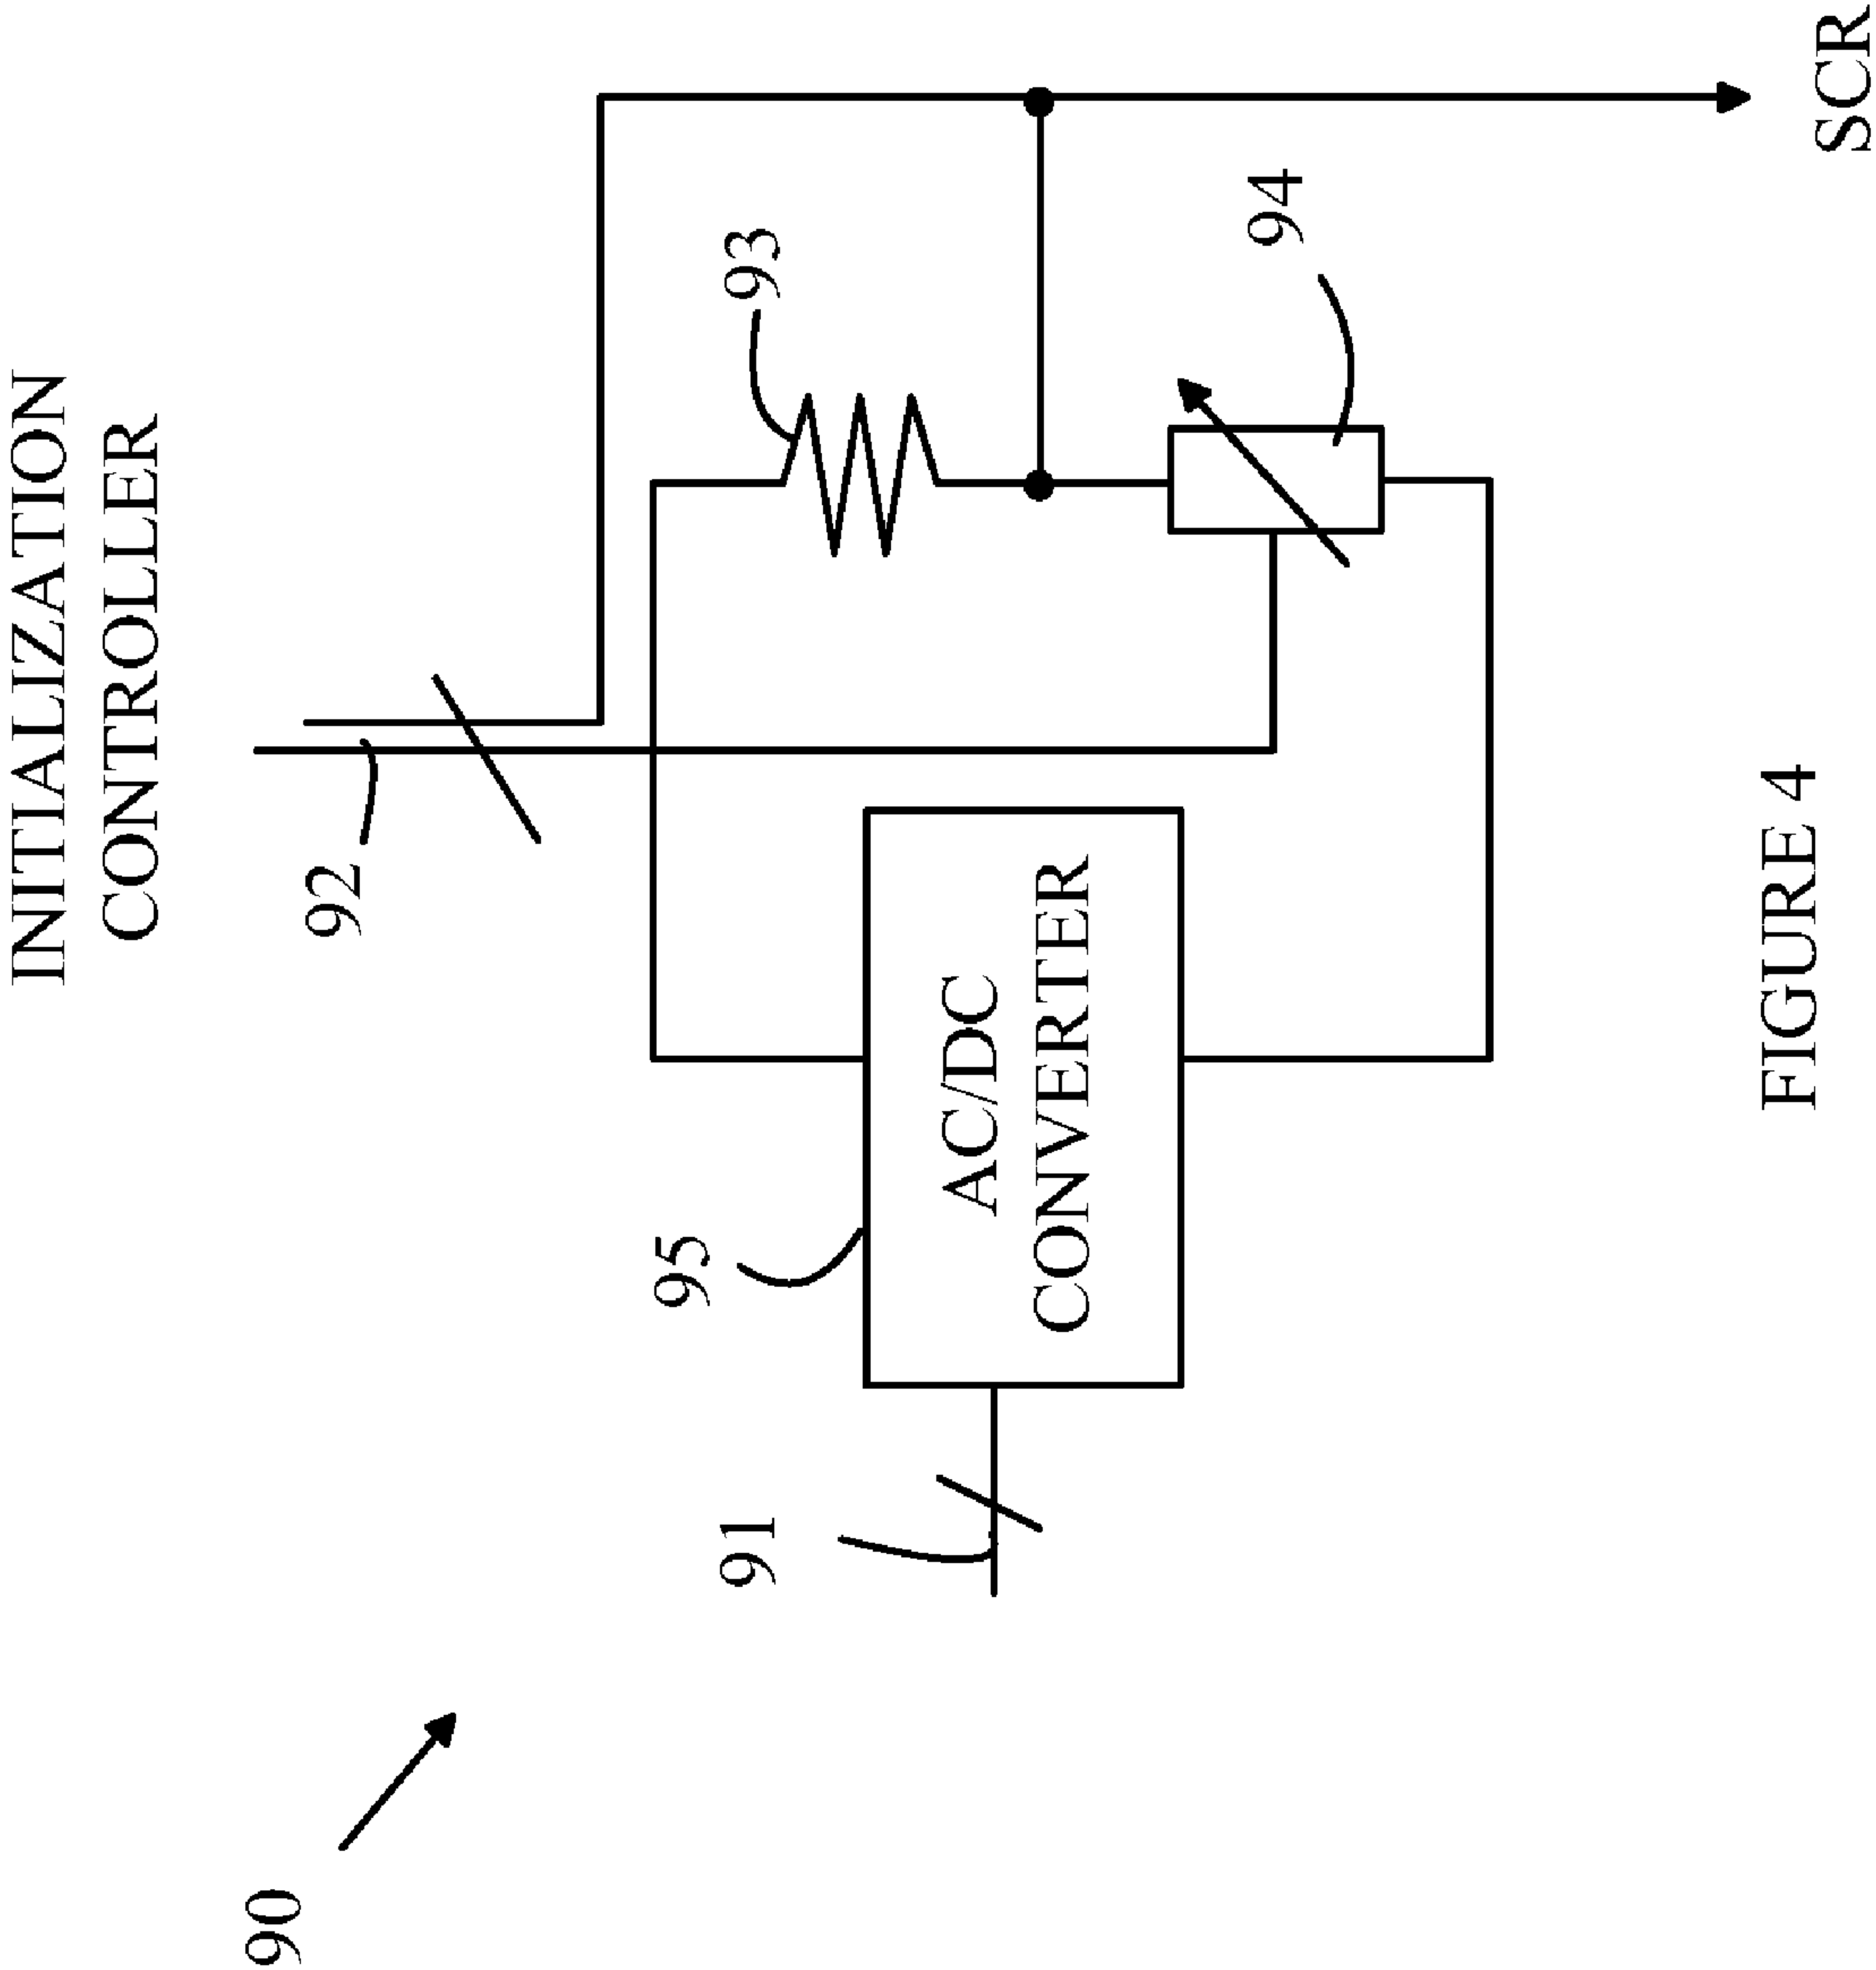 INITIALIZATION
CONTROLLER
92
93
94
SCR
95
AC/DC
CONVERTER
91
90
FIGURE 4